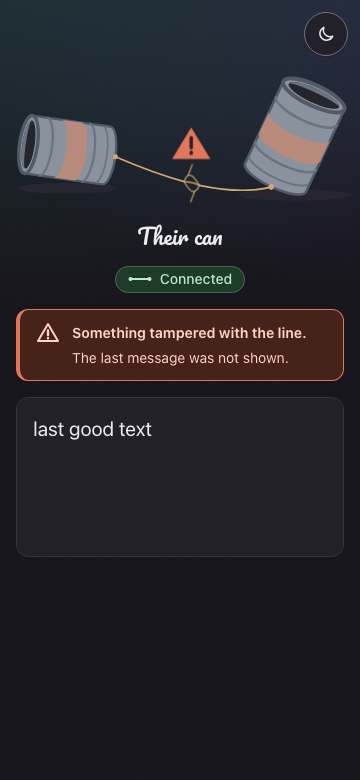 Their can
Connected
Something tampered with the line.
The last message was not shown.
last good text